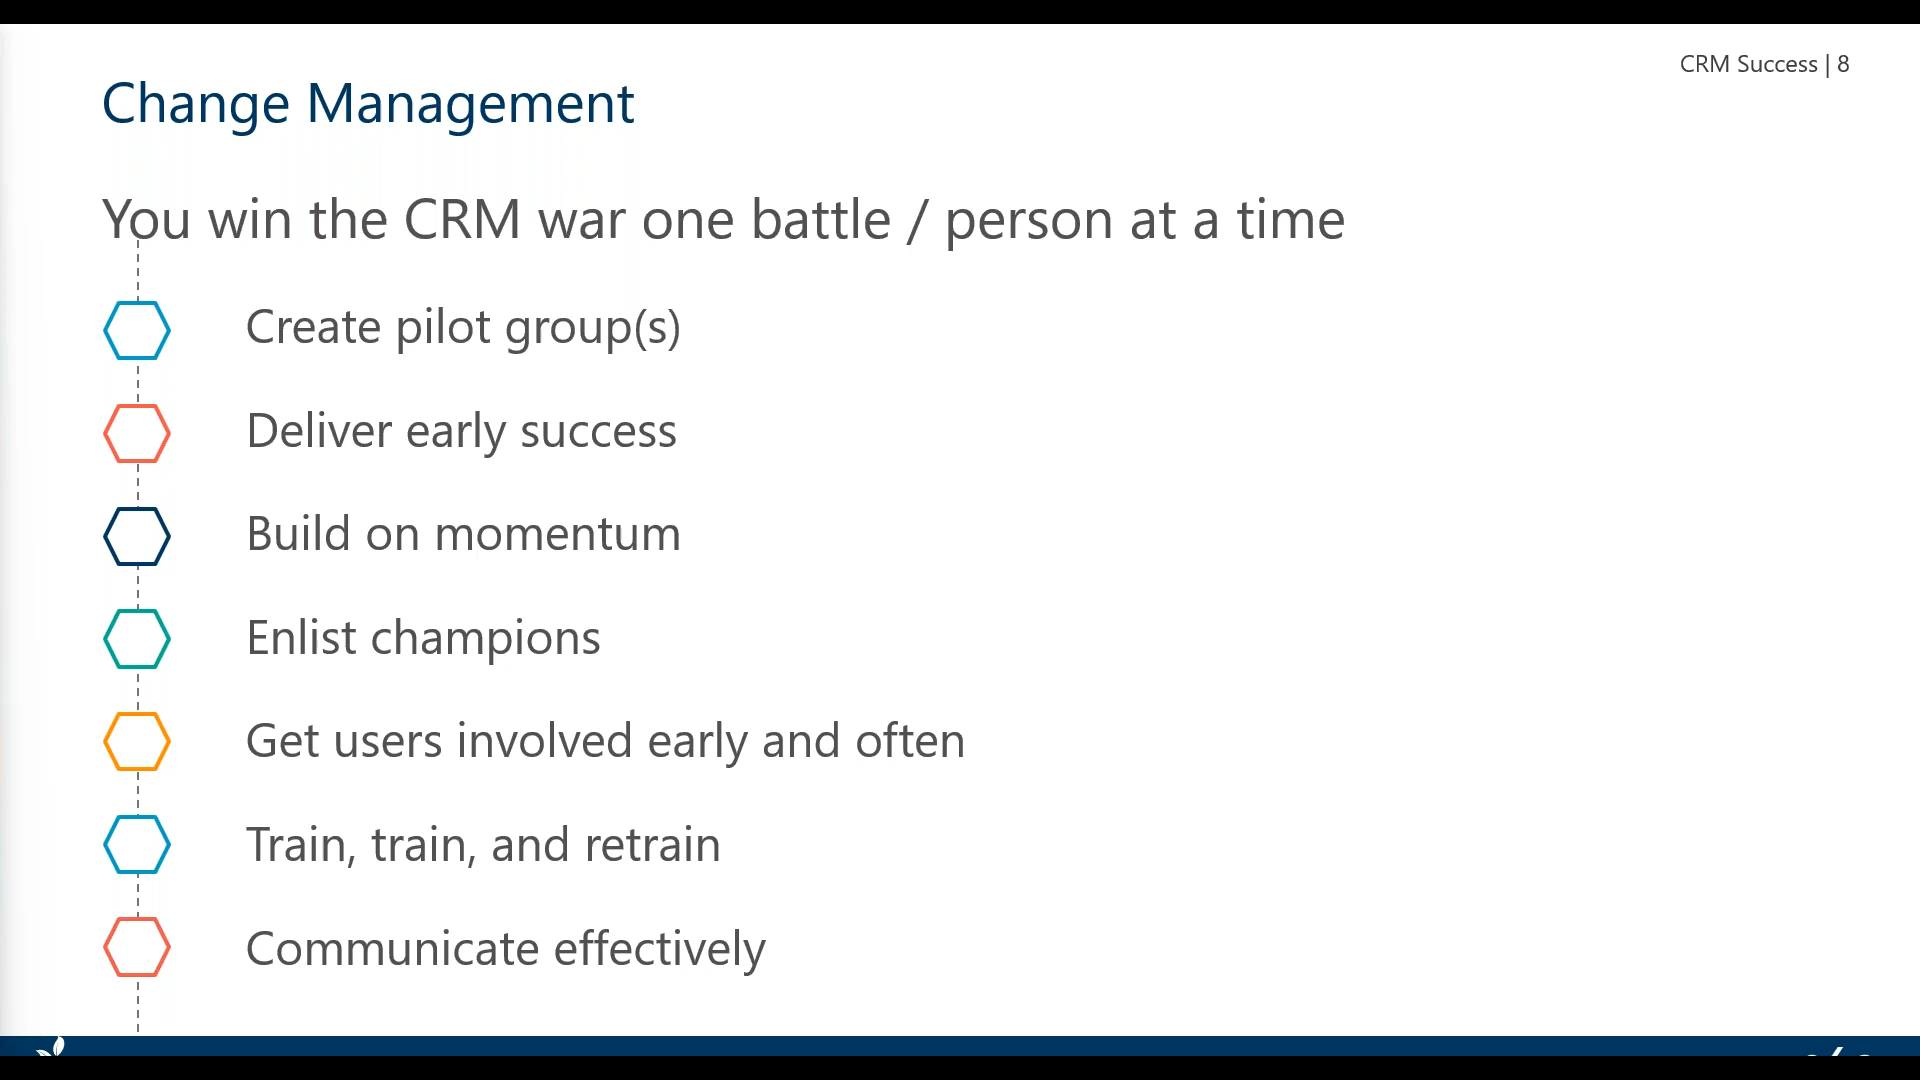 CRM Success | 8
Change Management
You win the CRM war one battle / person at a time
Create pilot group(s)
Deliver early success
Build on momentum
Enlist champions
Get users involved early and often
Train, train, and retrain
Communicate effectively